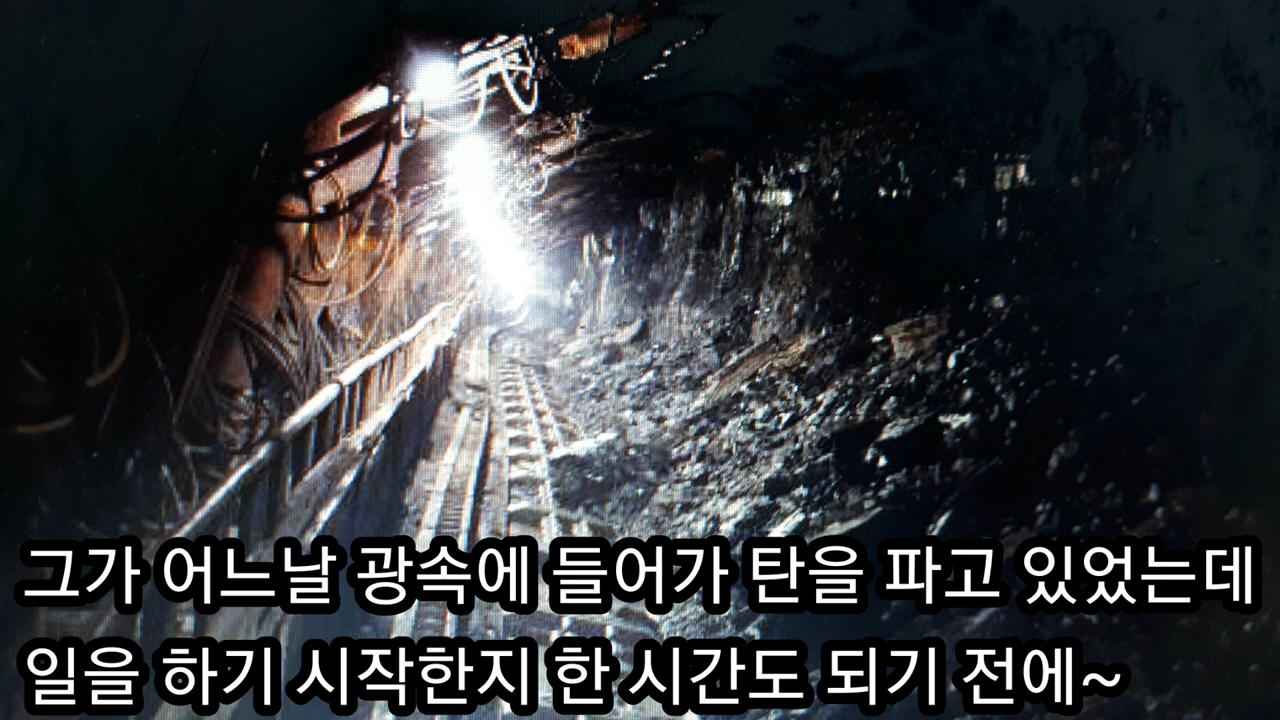 그가 어느날 광속에 들어가 탄을 파고 있었는데
일을 하기 시작한지 한 시간도 되기 전에~